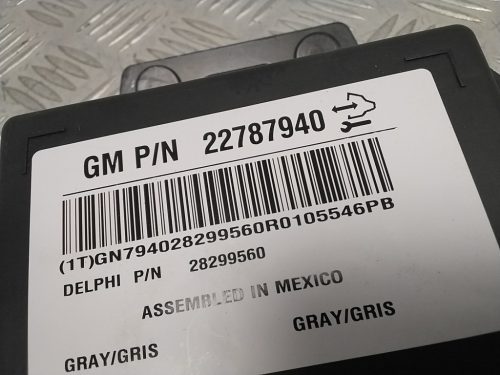 GM P/N 22787940
(1T)GN794028299560R0105546PB
DELPHI P/N 28299560
ASSEMBLED IN MEXICO
GRAY/GRIS GRAY/GRIS